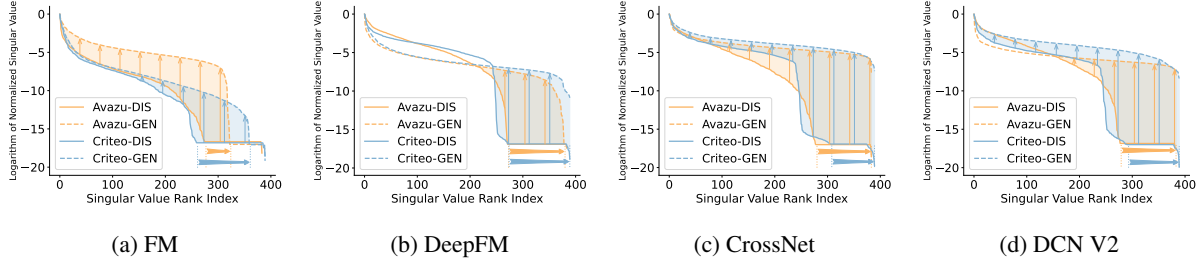 Logarithm of Normalized Singular Value
0
−5
−10
−15
−20
Avazu-DIS
Avazu-GEN
Criteo-DIS
Criteo-GEN
0 100 200 300 400
Singular Value Rank Index
(a) FM
Logarithm of Normalized Singular Value
0
−5
−10
−15
−20
Avazu-DIS
Avazu-GEN
Criteo-DIS
Criteo-GEN
0 100 200 300 400
Singular Value Rank Index
(b) DeepFM
Logarithm of Normalized Singular Value
0
−5
−10
−15
−20
Avazu-DIS
Avazu-GEN
Criteo-DIS
Criteo-GEN
0 100 200 300 400
Singular Value Rank Index
(c) CrossNet
Logarithm of Normalized Singular Value
0
−5
−10
−15
−20
Avazu-DIS
Avazu-GEN
Criteo-DIS
Criteo-GEN
0 100 200 300 400
Singular Value Rank Index
(d) DCN V2